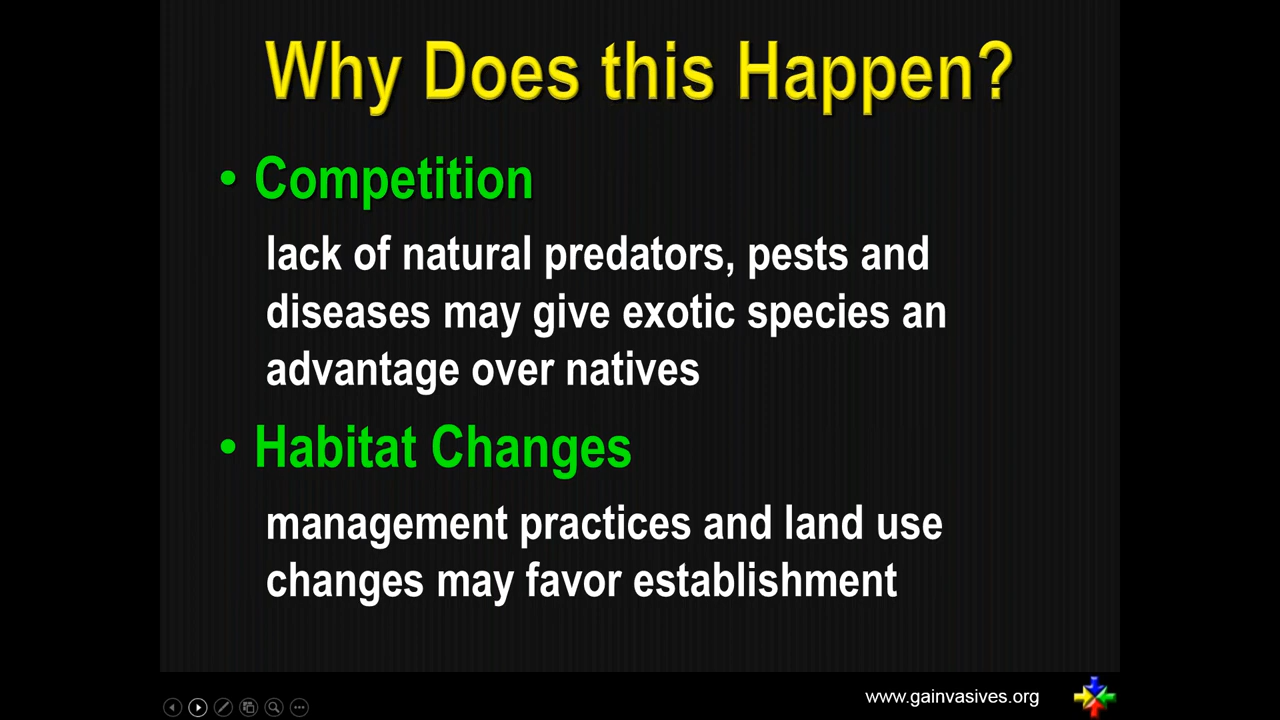 Why Does this Happen?
• Competition
lack of natural predators, pests and
diseases may give exotic species an
advantage over natives
• Habitat Changes
management practices and land use
changes may favor establishment
www.gainvasives.org